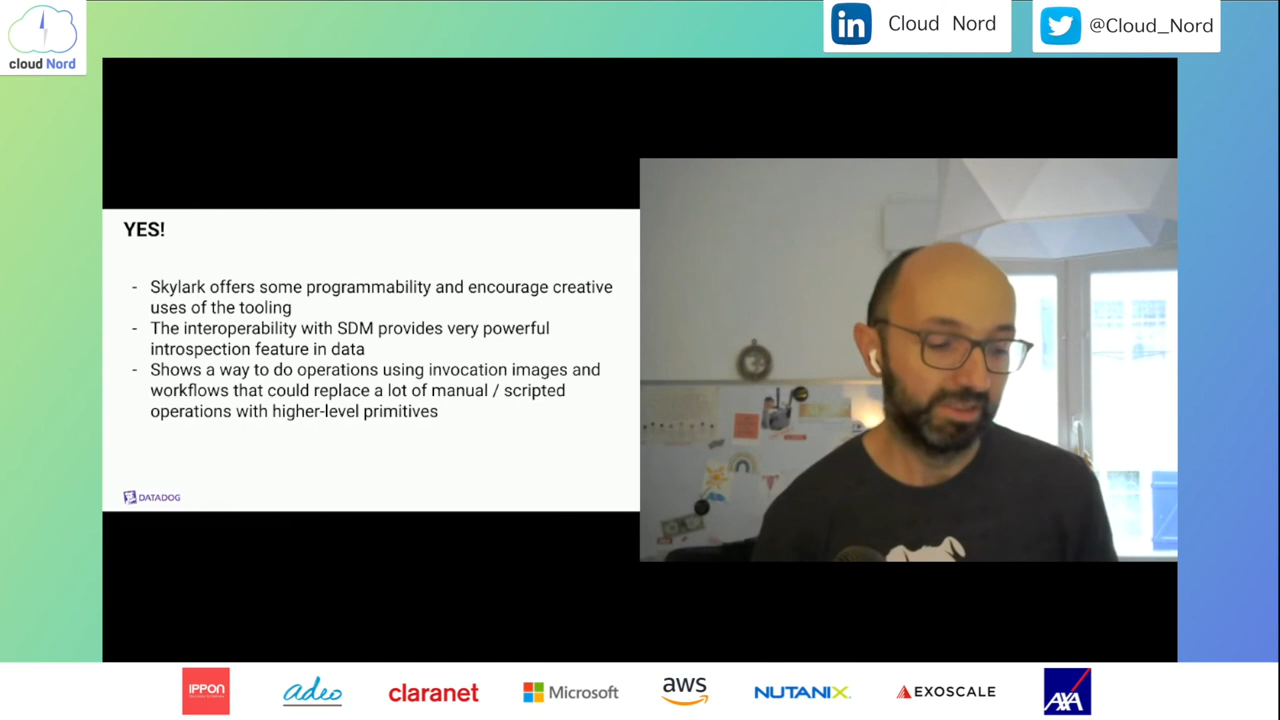 cloud Nord
in
Cloud Nord
@Cloud_Nord
YES!
- Skylark offers some programmability and encourage creative
uses of the tooling
- The interoperability with SDM provides very powerful
introspection feature in data
- Shows a way to do operations using invocation images and
workflows that could replace a lot of manual / scripted
operations with higher-level primitives
DATADOG
IPPON
adeo
claranet
Microsoft
aws
NUTANIX
EXOSCALE
AXA